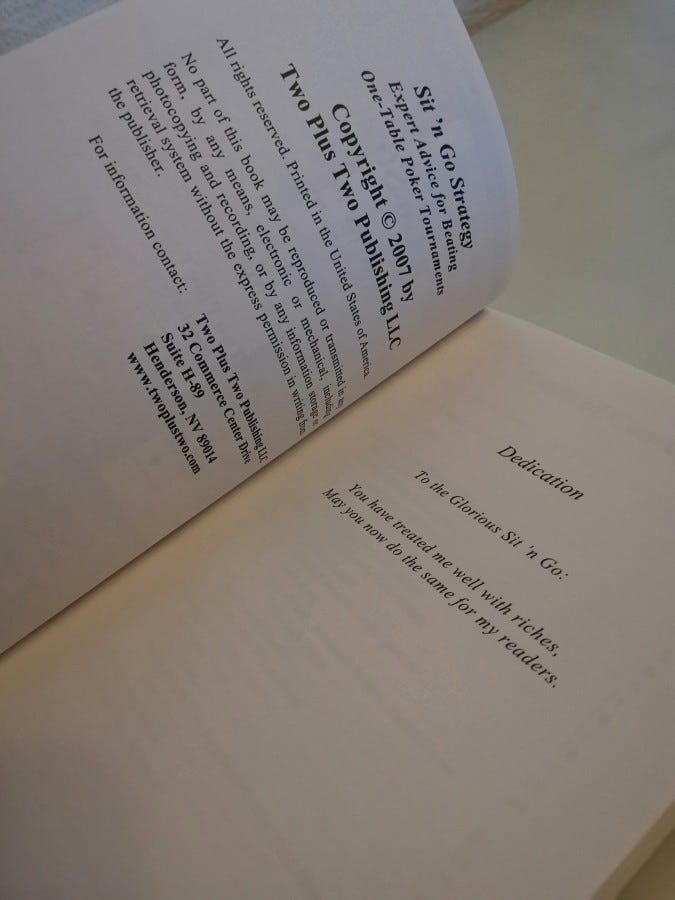 Sit 'n Go Strategy
Expert Advice for Beating
One-Table Poker Tournaments
Copyright © 2007 by
Two Plus Two Publishing LLC
All rights reserved. Printed in the United States of America.
No part of this book may be reproduced or transmitted in any
form, by any means, electronic or mechanical, including
photocopying and recording, or by any information storage or
retrieval system without the express permission in writing from
the publisher.
For information contact:
Two Plus Two Publishing LLC
32 Commerce Center Drive
Suite H-89
Henderson, NV 89014
www.twoplustwo.com
Dedication
To the Glorious Sit 'n Go:
You have treated me well with riches,
May you now do the same for my readers.